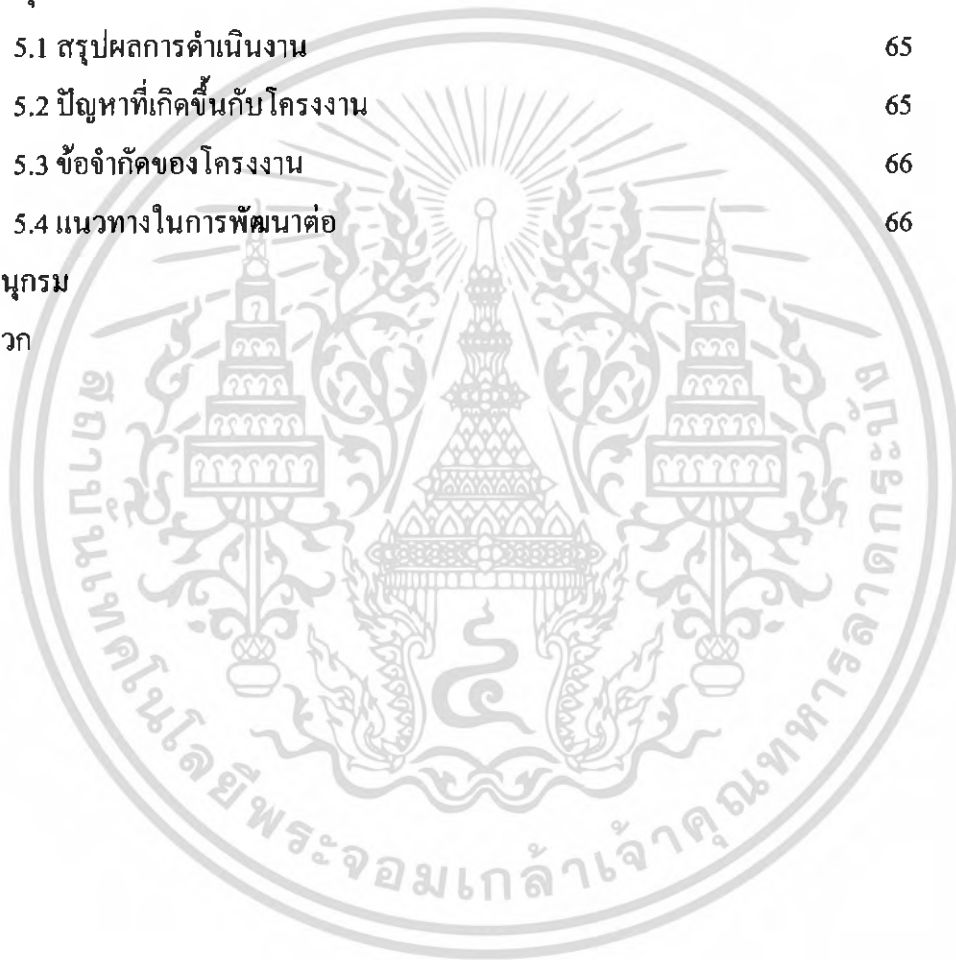 5.1 สรุปผลการดำเนินงาน 65
5.2 ปัญหาที่เกิดขึ้นกับโครงงาน 65
5.3 ข้อจำกัดของโครงงาน 66
5.4 แนวทางในการพัฒนาต่อ 66
นุกรม
วก
สถาบันเทคโนโลยีพระจอมเกล้าเจ้าคุณทหารลาดกระบัง